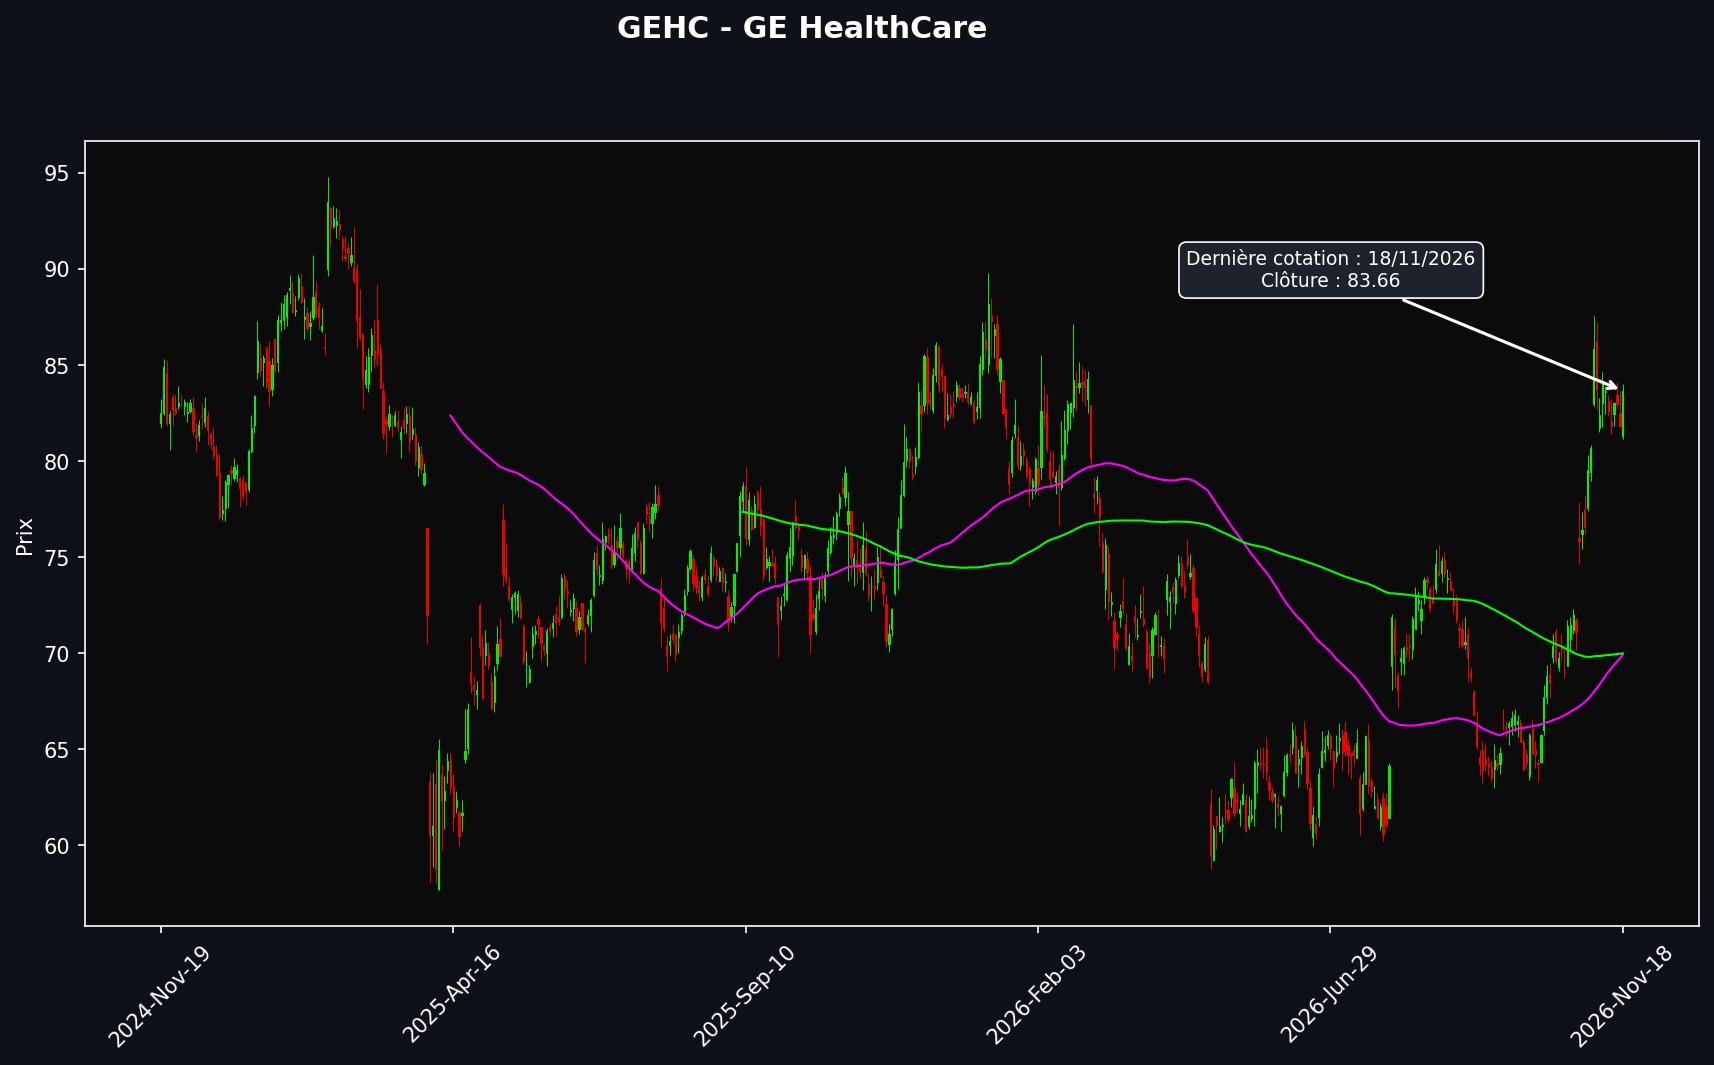 GEHC - GE HealthCare
95
90
85
80
75
70
65
60
Prix
Dernière cotation : 18/11/2026
Clôture : 83.66
2024-Nov-19
2025-Apr-16
2025-Sep-10
2026-Feb-03
2026-Jun-29
2026-Nov-18